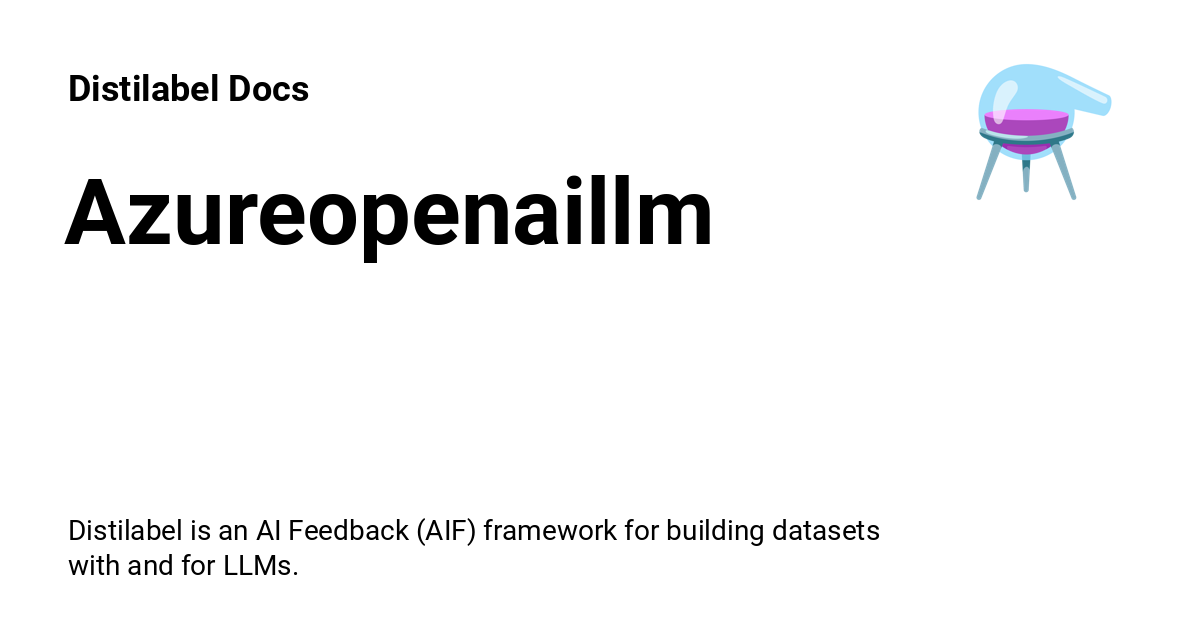 Distilabel Docs
Azureopenaillm
Distilabel is an AI Feedback (AIF) framework for building datasets
with and for LLMs.